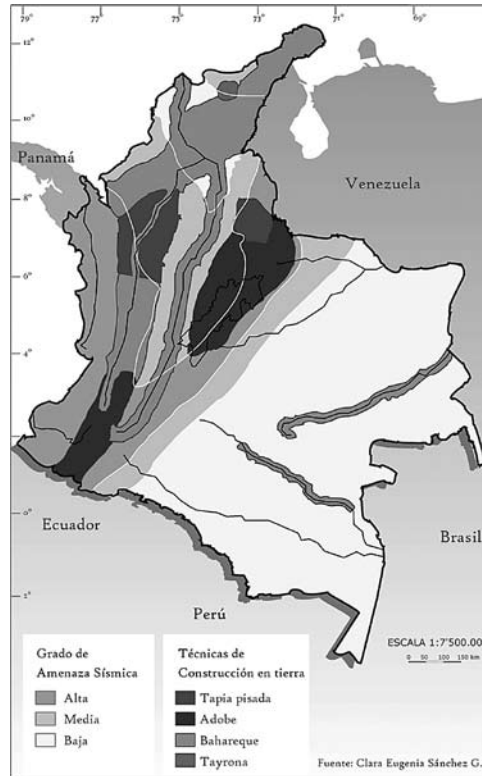 79° 77° 75° 73° 71° 69°
12°
10°
Panamá
Venezuela
8°
6°
4°
2°
0°
Ecuador
Brasil
Perú
ESCALA 1:7'500.00
0 50 100 150 km
Grado de
Amenaza Sísmica
Alta
Media
Baja
Técnicas de
Construcción en tierra
Tapia pisada
Adobe
Bahareque
Tayrona
Fuente: Clara Eugenia Sánchez G.